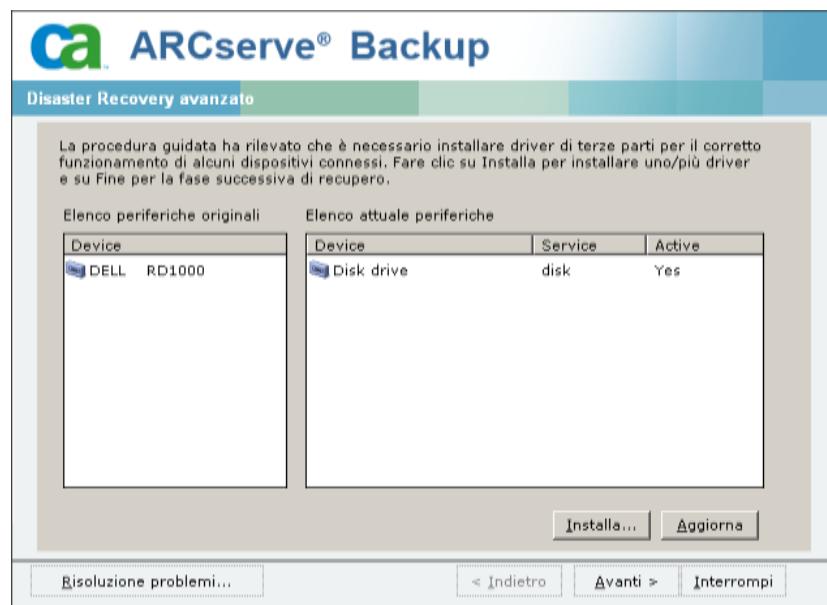 ca ARCserve® Backup
Disaster Recovery avanzato
La procedura guidata ha rilevato che è necessario installare driver di terze parti per il corretto
funzionamento di alcuni dispositivi connessi. Fare clic su Installa per installare uno/più driver
e su Fine per la fase successiva di recupero.
Elenco periferiche originali
Elenco attuale periferiche
Device
Device Service Active
DELL RD1000
Disk drive disk Yes
Installa... Aggiorna
Risoluzione problemi... < Indietro Avanti > Interrompi